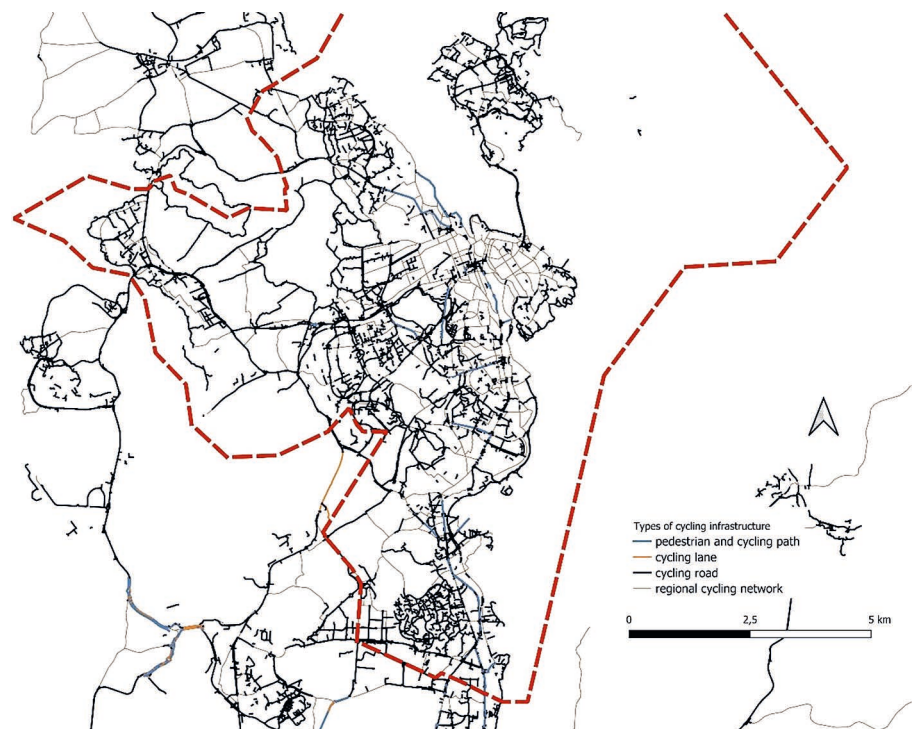 Types of cycling infrastructure
pedestrian and cycling path
cycling lane
cycling road
regional cycling network
0 2,5 5 km